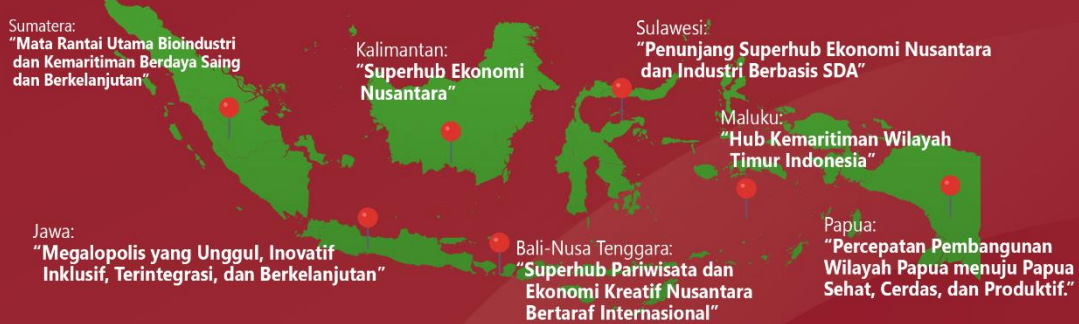 Sumatera:
“Mata Rantai Utama Bioindustri
dan Kemaritiman Berdaya Saing
dan Berkelanjutan”
Kalimantan:
“Superhub Ekonomi
Nusantara”
Sulawesi:
“Penunjang Superhub Ekonomi Nusantara
dan Industri Berbasis SDA”
Maluku:
“Hub Kemaritiman Wilayah
Timur Indonesia”
Jawa:
“Megalopolis yang Unggul, Inovatif
Inklusif, Terintegrasi, dan Berkelanjutan”
Bali-Nusa Tenggara:
“Superhub Pariwisata dan
Ekonomi Kreatif Nusantara
Bertaraf Internasional”
Papua:
“Percepatan Pembangunan
Wilayah Papua menuju Papua
Sehat, Cerdas, dan Produktif.”